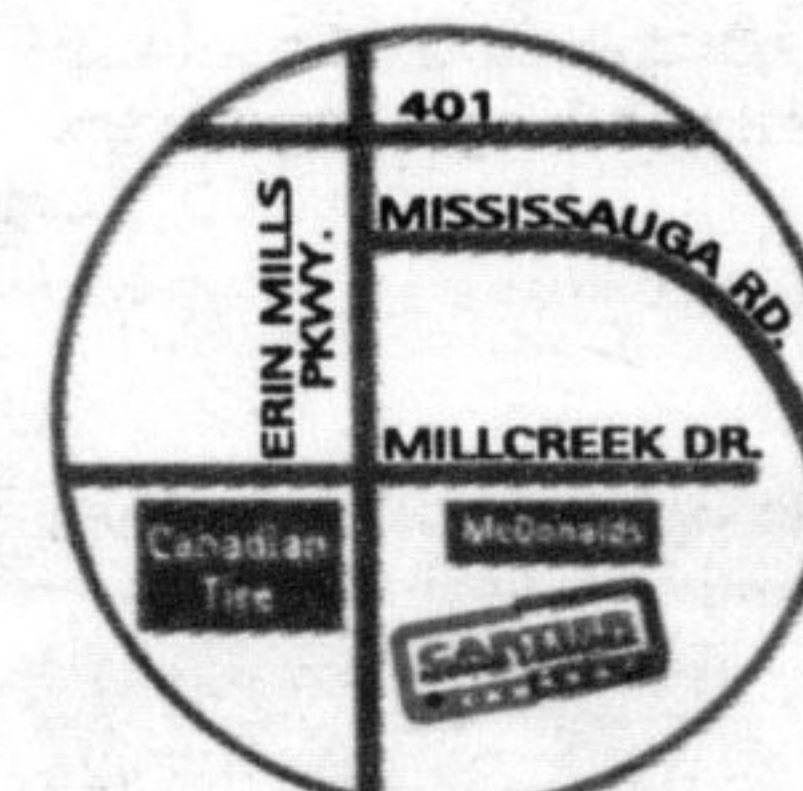 401
MISSISSAUGA RD.
ERIN MILLS
PKWY.
MILLCREEK DR.
Canadian
Tire
McDonalds